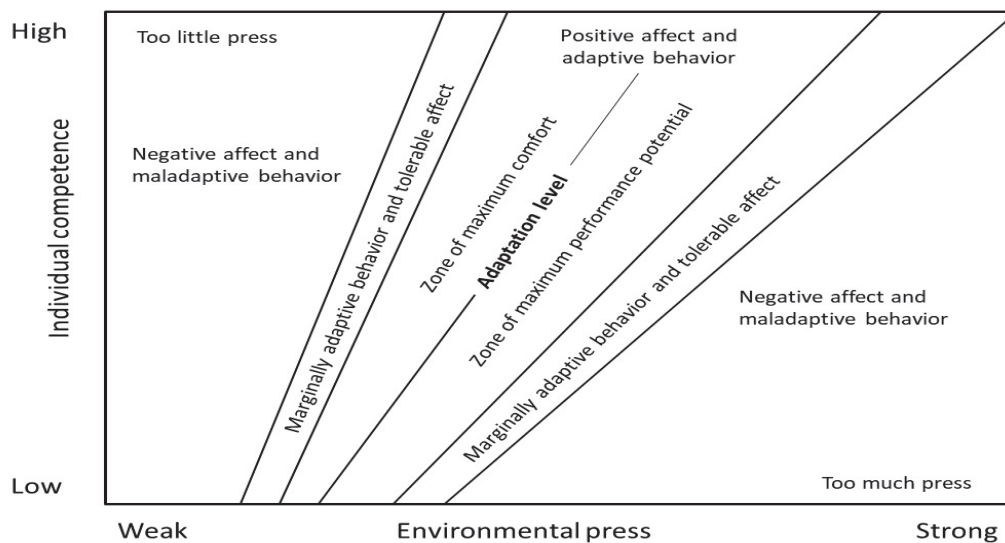 High
Too little press
Positive affect and
adaptive behavior
Individual competence
Negative affect and
maladaptive behavior
Marginally adaptive behavior and tolerable affect
Zone of maximum comfort
Adaptation level
Zone of maximum performance potential
Marginally adaptive behavior and tolerable affect
Negative affect and
maladaptive behavior
Low
Too much press
Weak
Environmental press
Strong